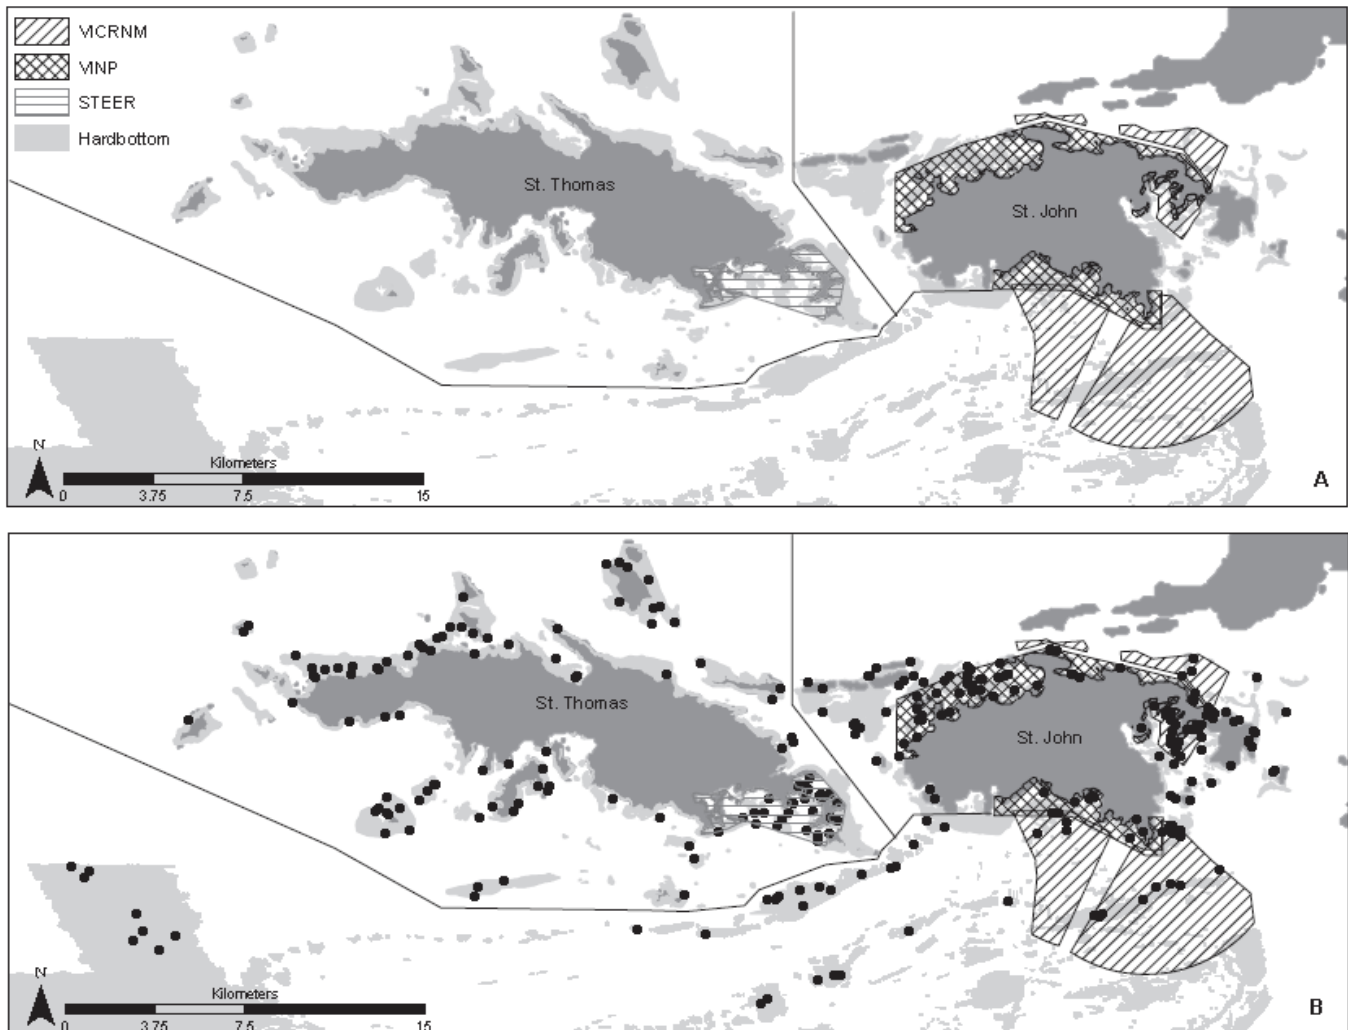 VICRNM
VINP
STEER
Hardbottom
St. Thomas
St. John
N
Kilometers
0 3.75 7.5 15
A
St. Thomas
St. John
N
Kilometers
0 3.75 7.5 15
B